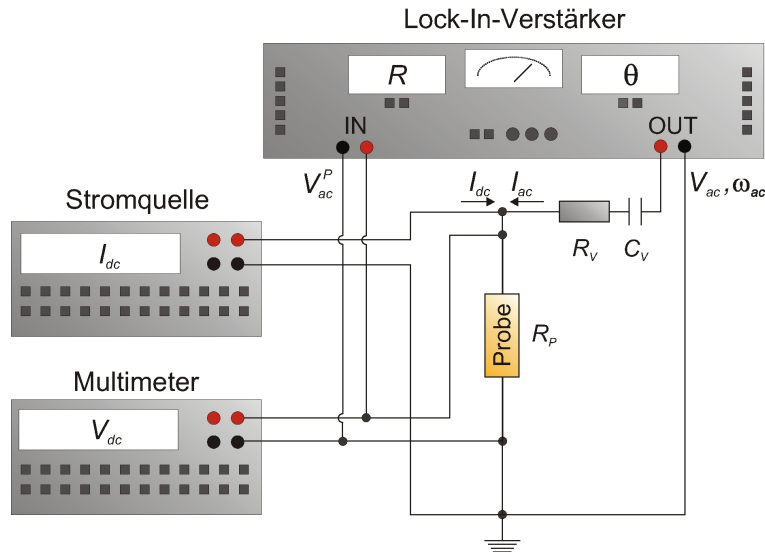 Lock-In-Verstärker
R
θ
IN
OUT
V_ac^P
I_dc
I_ac
V_ac, ω_ac
Stromquelle
I_dc
R_V
C_V
Probe
R_P
Multimeter
V_dc